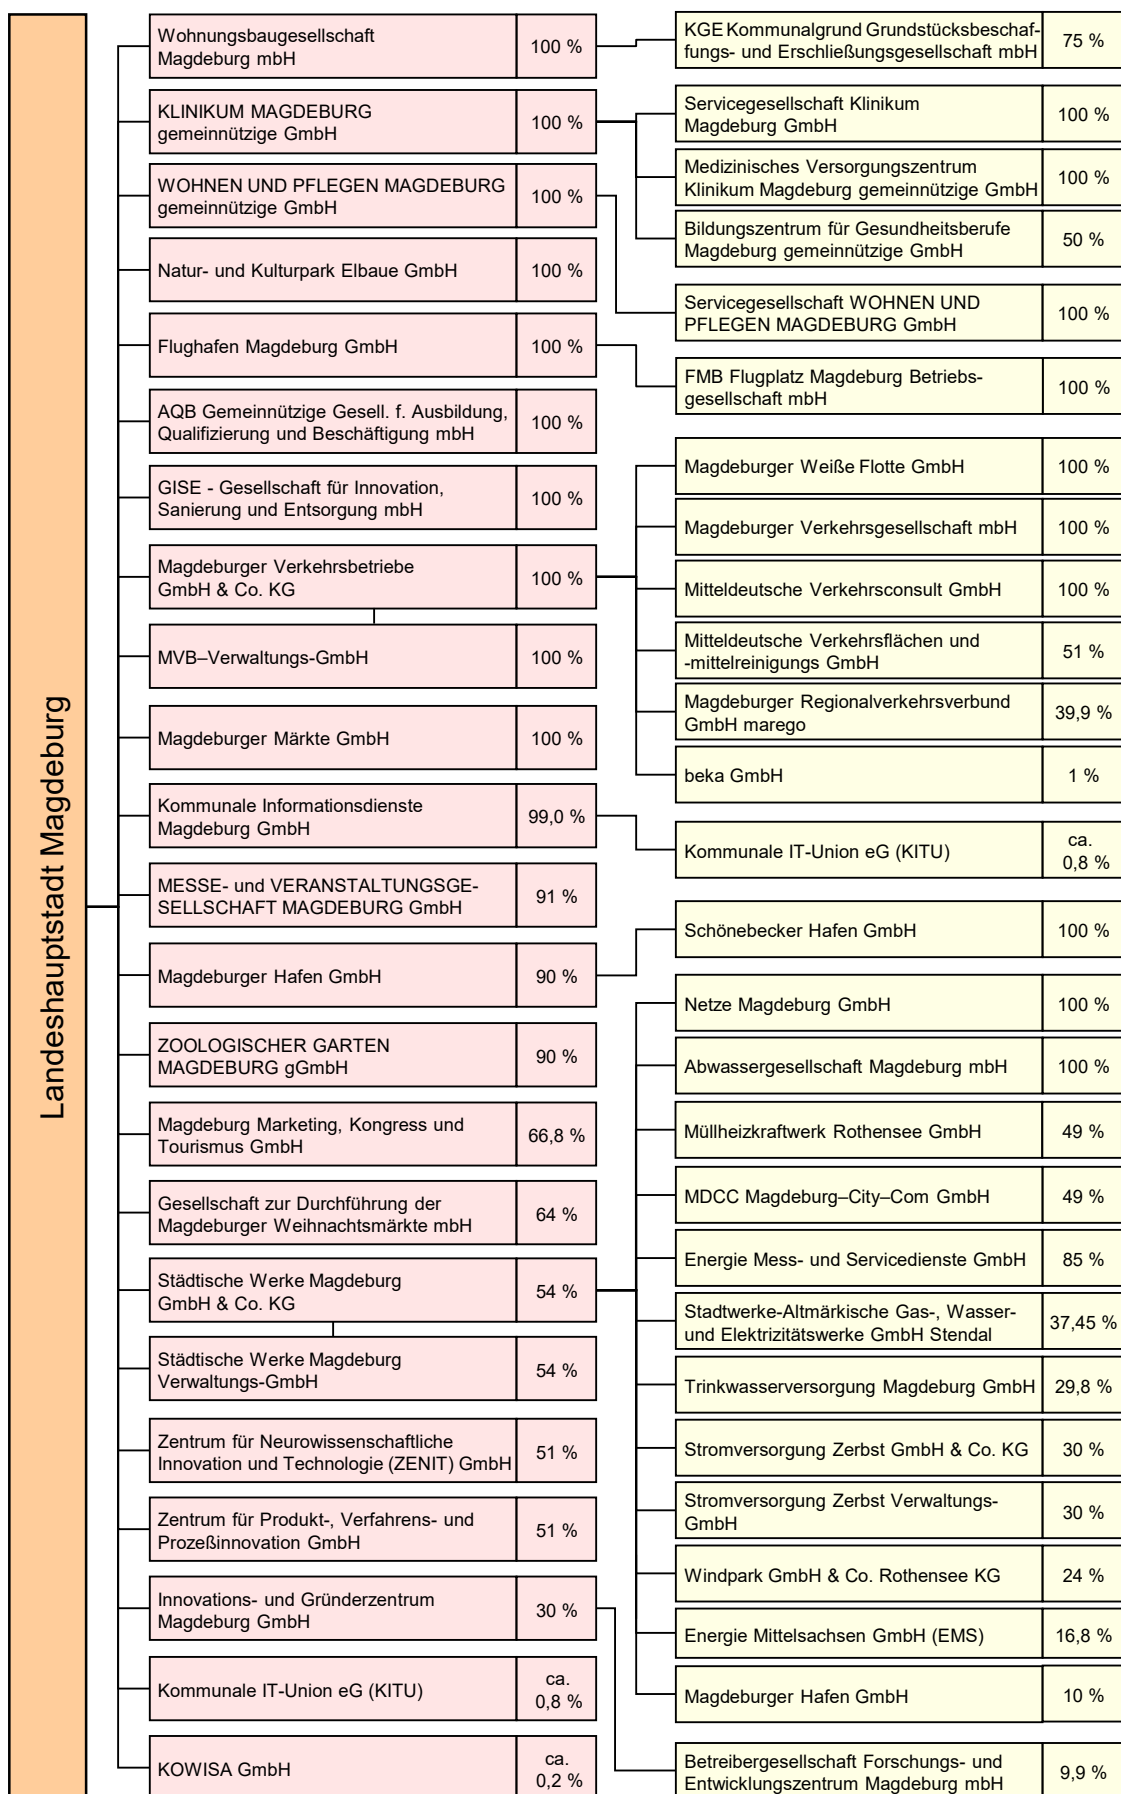 Landeshauptstadt Magdeburg
Wohnungsbaugesellschaft
Magdeburg mbH
100 %
KLINIKUM MAGDEBURG
gemeinnützige GmbH
100 %
WOHNEN UND PFLEGEN MAGDEBURG
gemeinnützige GmbH
100 %
Natur- und Kulturpark Elbaue GmbH
100 %
Flughafen Magdeburg GmbH
100 %
AQB Gemeinnützige Gesell. f. Ausbildung,
Qualifizierung und Beschäftigung mbH
100 %
GISE - Gesellschaft für Innovation,
Sanierung und Entsorgung mbH
100 %
Magdeburger Verkehrsbetriebe
GmbH & Co. KG
100 %
MVB–Verwaltungs-GmbH
100 %
Magdeburger Märkte GmbH
100 %
Kommunale Informationsdienste
Magdeburg GmbH
99,0 %
MESSE- und VERANSTALTUNGSGE-
SELLSCHAFT MAGDEBURG GmbH
91 %
Magdeburger Hafen GmbH
90 %
ZOOLOGISCHER GARTEN
MAGDEBURG gGmbH
90 %
Magdeburg Marketing, Kongress und
Tourismus GmbH
66,8 %
Gesellschaft zur Durchführung der
Magdeburger Weihnachtsmärkte mbH
64 %
Städtische Werke Magdeburg
GmbH & Co. KG
54 %
Städtische Werke Magdeburg
Verwaltungs-GmbH
54 %
Zentrum für Neurowissenschaftliche
Innovation und Technologie (ZENIT) GmbH
51 %
Zentrum für Produkt-, Verfahrens- und
Prozeßinnovation GmbH
51 %
Innovations- und Gründerzentrum
Magdeburg GmbH
30 %
Kommunale IT-Union eG (KITU)
ca.
0,8 %
KOWISA GmbH
ca.
0,2 %
KGE Kommunalgrund Grundstücksbeschaf-
fungs- und Erschließungsgesellschaft mbH
75 %
Servicegesellschaft Klinikum
Magdeburg GmbH
100 %
Medizinisches Versorgungszentrum
Klinikum Magdeburg gemeinnützige GmbH
100 %
Bildungszentrum für Gesundheitsberufe
Magdeburg gemeinnützige GmbH
50 %
Servicegesellschaft WOHNEN UND
PFLEGEN MAGDEBURG GmbH
100 %
FMB Flugplatz Magdeburg Betriebs-
gesellschaft mbH
100 %
Magdeburger Weiße Flotte GmbH
100 %
Magdeburger Verkehrsgesellschaft mbH
100 %
Mitteldeutsche Verkehrsconsult GmbH
100 %
Mitteldeutsche Verkehrsflächen und
-mittelreinigungs GmbH
51 %
Magdeburger Regionalverkehrsverbund
GmbH marego
39,9 %
beka GmbH
1 %
Kommunale IT-Union eG (KITU)
ca.
0,8 %
Schönebecker Hafen GmbH
100 %
Netze Magdeburg GmbH
100 %
Abwassergesellschaft Magdeburg mbH
100 %
Müllheizkraftwerk Rothensee GmbH
49 %
MDCC Magdeburg–City–Com GmbH
49 %
Energie Mess- und Servicedienste GmbH
85 %
Stadtwerke-Altmärkische Gas-, Wasser-
und Elektrizitätswerke GmbH Stendal
37,45 %
Trinkwasserversorgung Magdeburg GmbH
29,8 %
Stromversorgung Zerbst GmbH & Co. KG
30 %
Stromversorgung Zerbst Verwaltungs-
GmbH
30 %
Windpark GmbH & Co. Rothensee KG
24 %
Energie Mittelsachsen GmbH (EMS)
16,8 %
Magdeburger Hafen GmbH
10 %
Betreibergesellschaft Forschungs- und
Entwicklungszentrum Magdeburg mbH
9,9 %